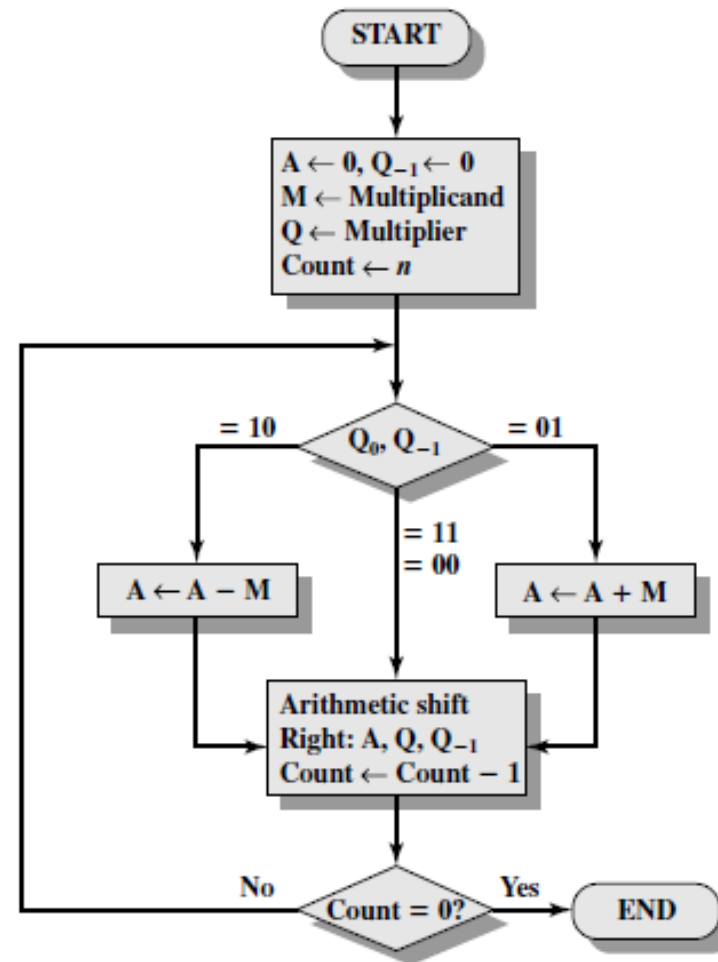 START
A ← 0, Q₋₁ ← 0
M ← Multiplicand
Q ← Multiplier
Count ← n
= 10
Q₀, Q₋₁
= 01
= 11
= 00
A ← A − M
A ← A + M
Arithmetic shift
Right: A, Q, Q₋₁
Count ← Count − 1
No
Count = 0?
Yes
END